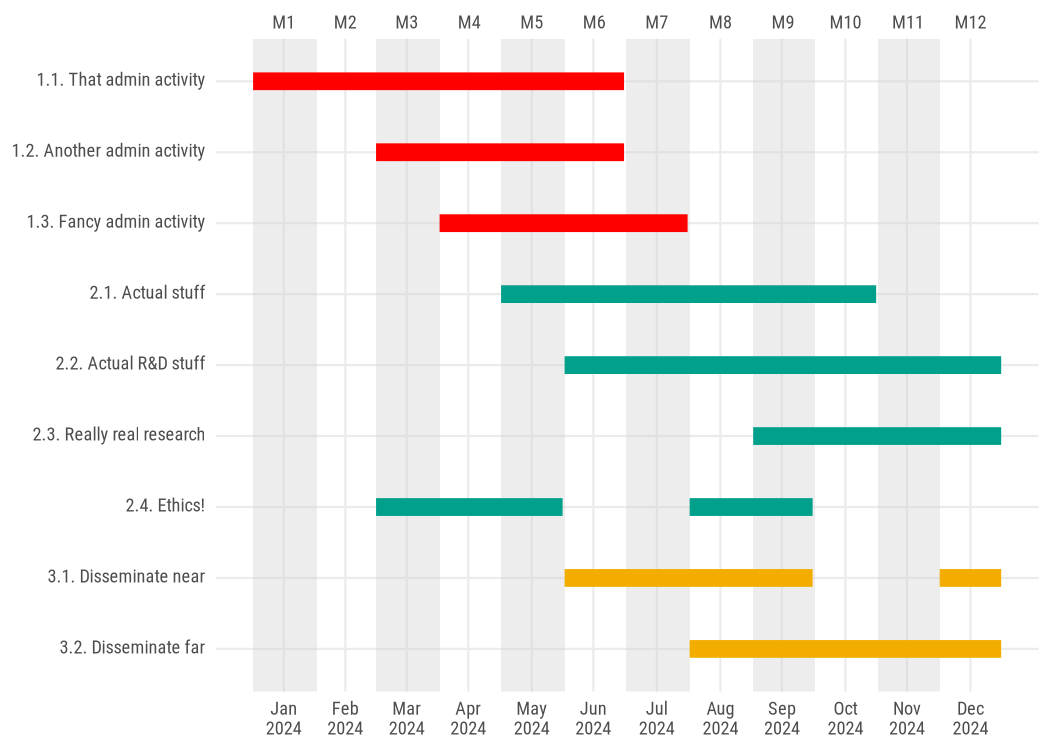 M1 M2 M3 M4 M5 M6 M7 M8 M9 M10 M11 M12
1.1. That admin activity
1.2. Another admin activity
1.3. Fancy admin activity
2.1. Actual stuff
2.2. Actual R&D stuff
2.3. Really real research
2.4. Ethics!
3.1. Disseminate near
3.2. Disseminate far
Jan Feb Mar Apr May Jun Jul Aug Sep Oct Nov Dec
2024 2024 2024 2024 2024 2024 2024 2024 2024 2024 2024 2024